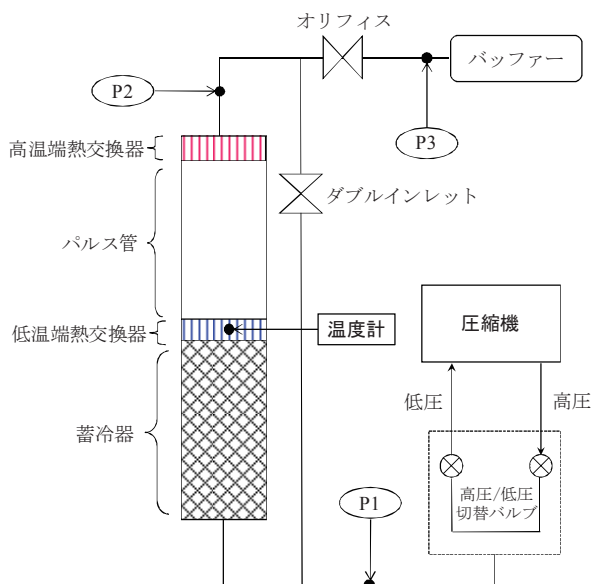 オリフィス
バッファー
P2
P3
高温端熱交換器
ダブルインレット
パルス管
低温端熱交換器
温度計
圧縮機
低圧
高圧
蓄冷器
高圧/低圧
切替バルブ
P1